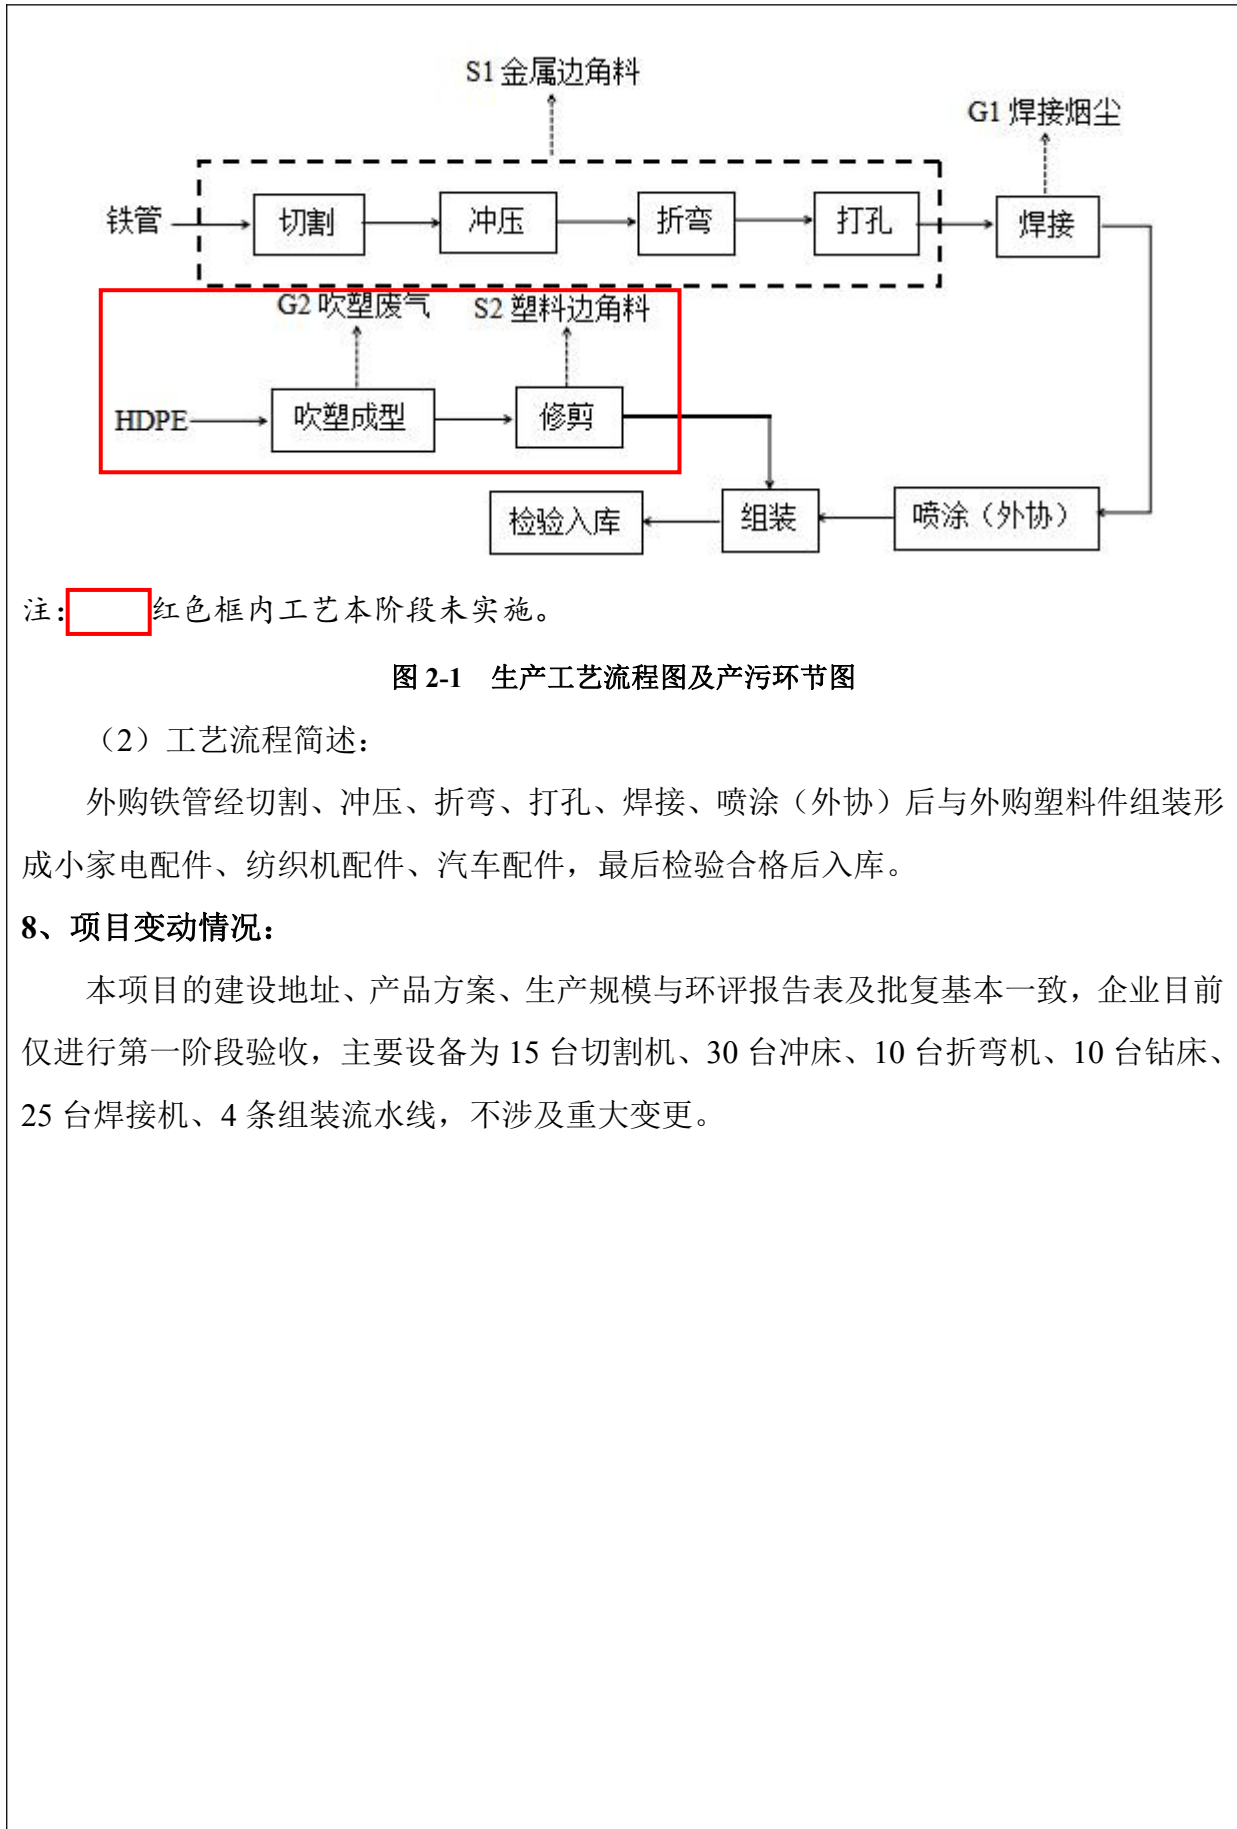 S1 金属边角料
G1 焊接烟尘
铁管
切割
冲压
折弯
打孔
焊接
G2 吹塑废气
S2 塑料边角料
HDPE
吹塑成型
修剪
检验入库
组装
喷涂（外协）
注：红色框内工艺本阶段未实施。
图 2-1 生产工艺流程图及产污环节图
（2）工艺流程简述：
外购铁管经切割、冲压、折弯、打孔、焊接、喷涂（外协）后与外购塑料件组装形
成小家电配件、纺织机配件、汽车配件，最后检验合格后入库。
8、项目变动情况：
本项目的建设地址、产品方案、生产规模与环评报告表及批复基本一致，企业目前
仅进行第一阶段验收，主要设备为 15 台切割机、30 台冲床、10 台折弯机、10 台钻床、
25 台焊接机、4 条组装流水线，不涉及重大变更。